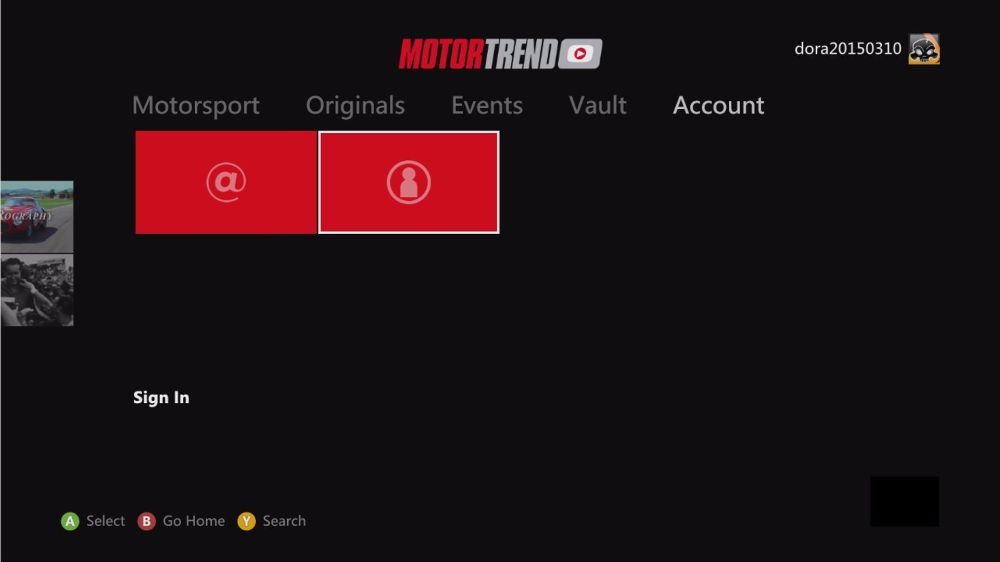 MOTORTREND
dora20150310
Motorsport Originals Events Vault Account
@
Sign In
A Select B Go Home Y Search